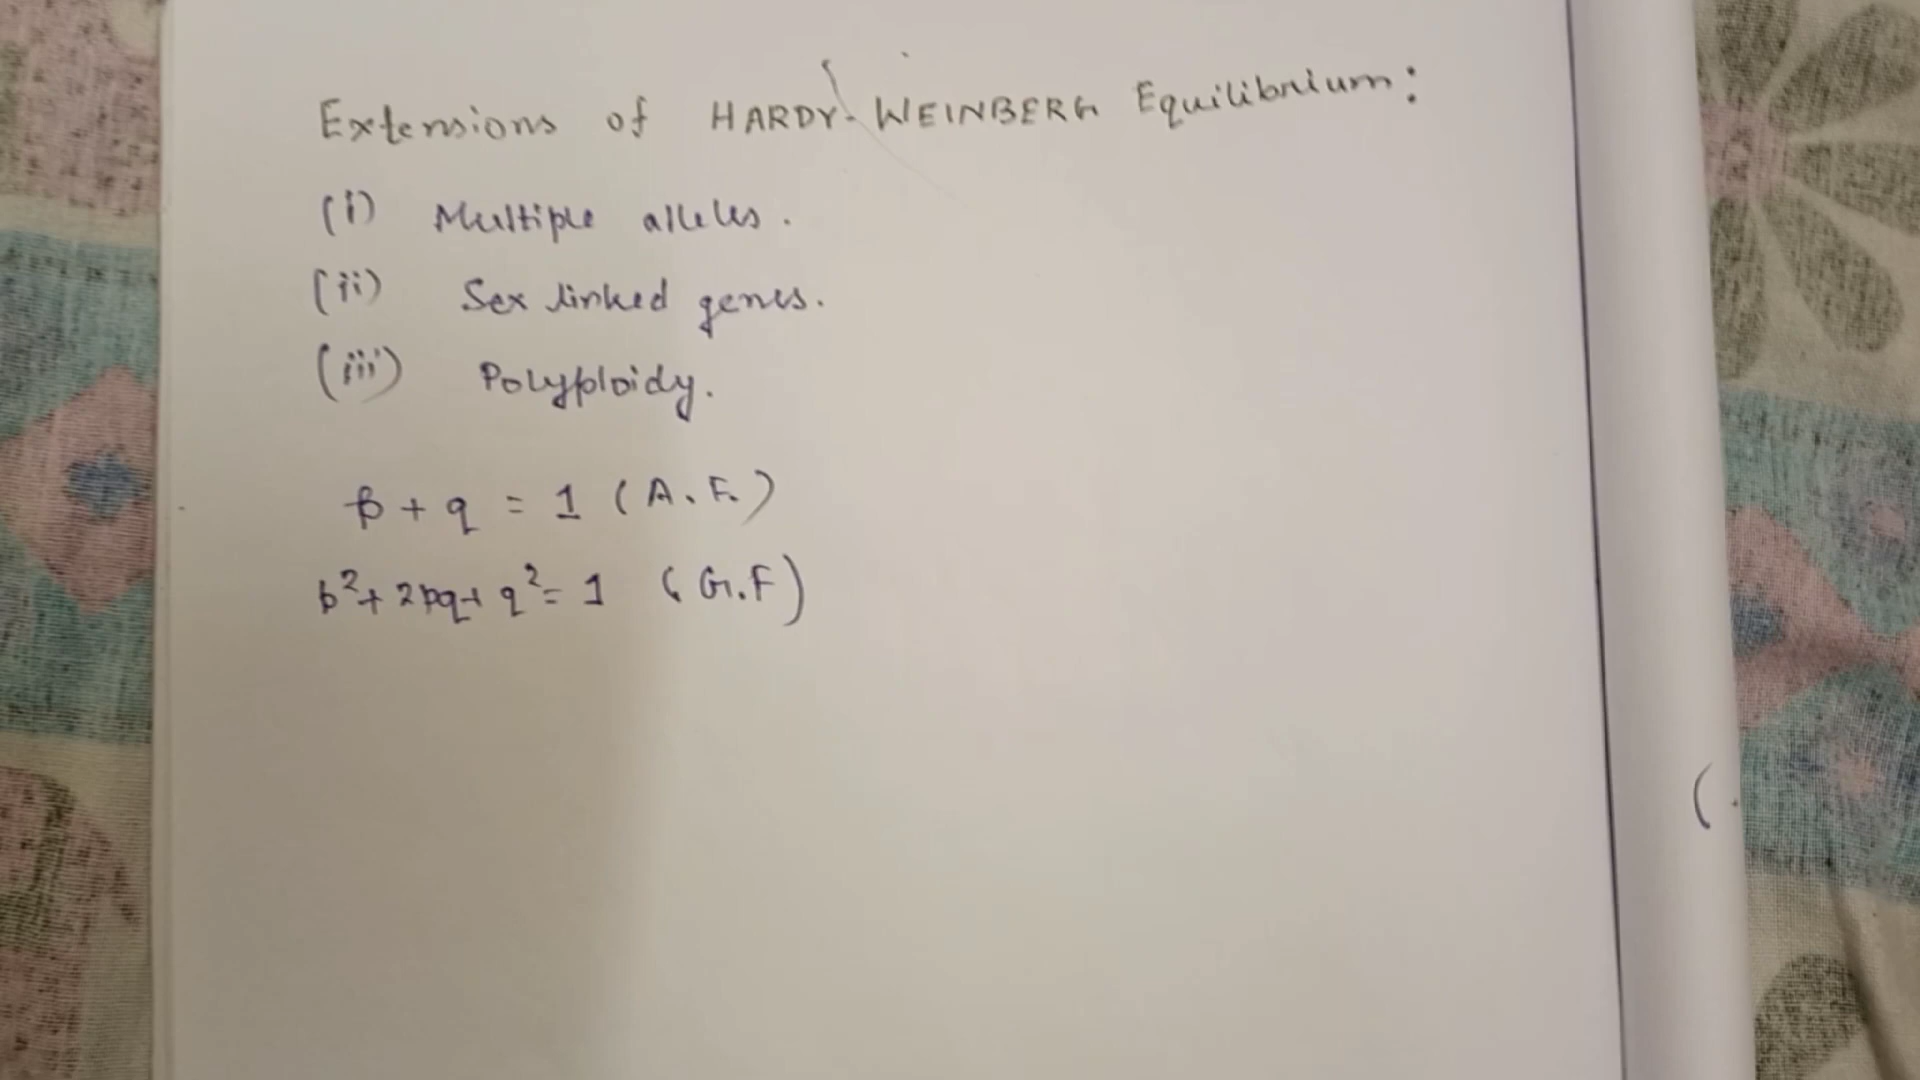 Extensions of HARDY-WEINBERG Equilibrium:
(i) Multiple alleles.
(ii) Sex linked genes.
(iii) Polyploidy.
p + q = 1 (A.F.)
p²+ 2pq+ q²= 1 (G.F)
(